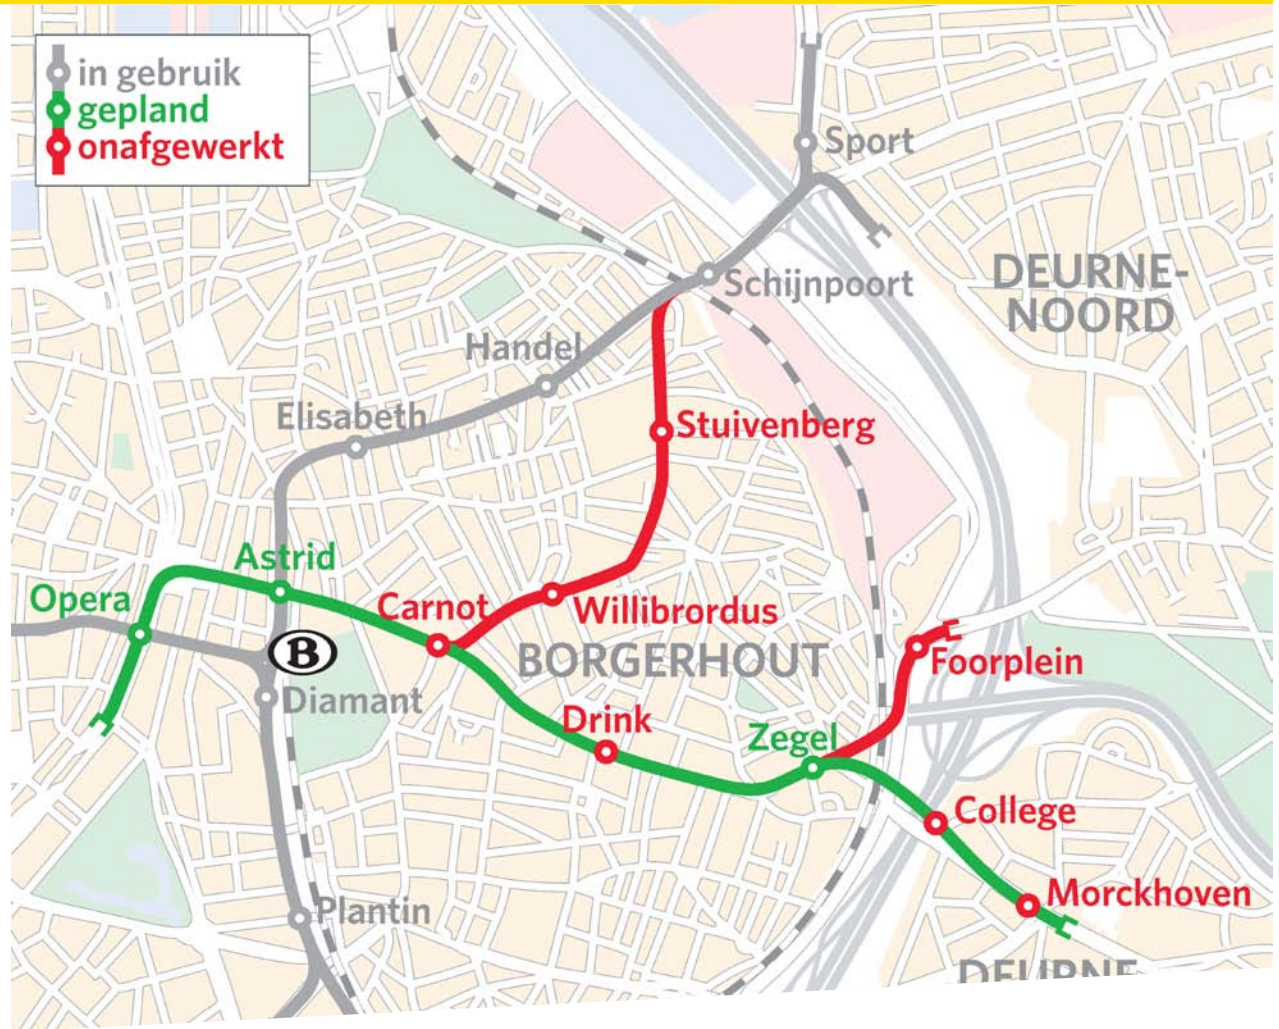 in gebruik
gepland
onafgewerkt
Sport
DEURNE-
NOORD
Schijnpoort
Handel
Elisabeth
Stuivenberg
Astrid
Opera
Carnot
Willibrordus
B
BORGERHOUT
Foorplein
Diamant
Drink
Zegel
College
Morckhoven
Plantin
DEURNE